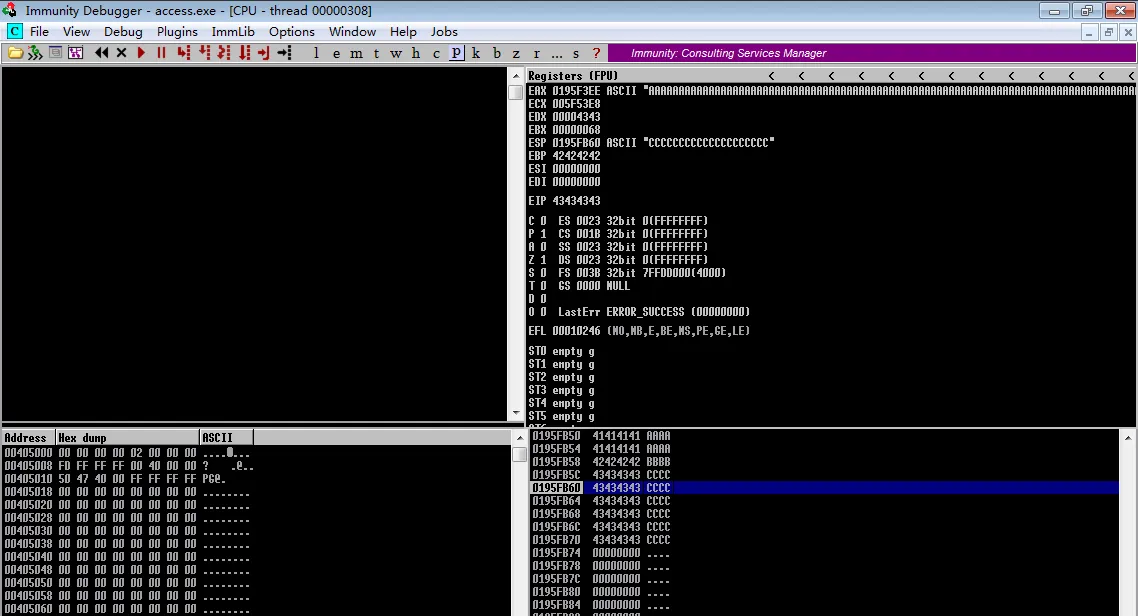 Immunity Debugger - access.exe - [CPU - thread 00000308]
C File View Debug Plugins ImmLib Options Window Help Jobs
l e m t w h c p k b z r ... s ? Immunity: Consulting Services Manager
Registers (FPU) < < < < < < < < < < < < <
EAX 0195F3EE ASCII "AAAAAAAAAAAAAAAAAAAAAAAAAAAAAAAAAAAAAAAAAAAAAAAAAAAAAAAAAAAAAAAAAAAAAAAAAAAAAAAAA
ECX 005F53E8
EDX 00004343
EBX 00000068
ESP 0195FB60 ASCII "CCCCCCCCCCCCCCCCCCCC"
EBP 42424242
ESI 00000000
EDI 00000000
EIP 43434343
C 0 ES 0023 32bit 0(FFFFFFFF)
P 1 CS 001B 32bit 0(FFFFFFFF)
A 0 SS 0023 32bit 0(FFFFFFFF)
Z 1 DS 0023 32bit 0(FFFFFFFF)
S 0 FS 003B 32bit 7FFDD000(4000)
T 0 GS 0000 NULL
D 0
O 0 LastErr ERROR_SUCCESS (00000000)
EFL 00010246 (NO,NB,E,BE,NS,PE,GE,LE)
ST0 empty g
ST1 empty g
ST2 empty g
ST3 empty g
ST4 empty g
ST5 empty g
Address Hex dump ASCII
00405000 00 00 00 00 02 00 00 00 ........
00405008 FD FF FF FF 00 40 00 00 ? .@..
00405010 50 47 40 00 FF FF FF FF PG@.
00405018 00 00 00 00 00 00 00 00 ........
00405020 00 00 00 00 00 00 00 00 ........
00405028 00 00 00 00 00 00 00 00 ........
00405030 00 00 00 00 00 00 00 00 ........
00405038 00 00 00 00 00 00 00 00 ........
00405040 00 00 00 00 00 00 00 00 ........
00405048 00 00 00 00 00 00 00 00 ........
00405050 00 00 00 00 00 00 00 00 ........
00405058 00 00 00 00 00 00 00 00 ........
00405060 00 00 00 00 00 00 00 00 ........
0195FB50 41414141 AAAA
0195FB54 41414141 AAAA
0195FB58 42424242 BBBB
0195FB5C 43434343 CCCC
0195FB60 43434343 CCCC
0195FB64 43434343 CCCC
0195FB68 43434343 CCCC
0195FB6C 43434343 CCCC
0195FB70 43434343 CCCC
0195FB74 00000000 ....
0195FB78 00000000 ....
0195FB7C 00000000 ....
0195FB80 00000000 ....
0195FB84 00000000 ....